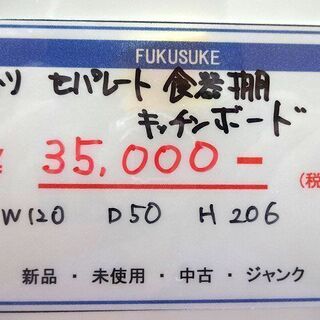 FUKUSUKE
セパレート 食器棚
キッチンボード
35,000-
(税
W120 D50 H206
新品 ・ 未使用 ・ 中古 ・ ジャンク